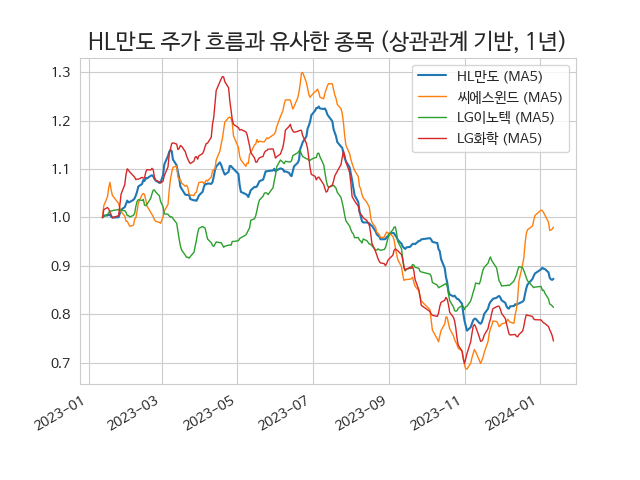 HL만도 주가 흐름과 유사한 종목 (상관관계 기반, 1년)
HL만도 (MA5)
씨에스윈드 (MA5)
LG이노텍 (MA5)
LG화학 (MA5)
1.3
1.2
1.1
1.0
0.9
0.8
0.7
2023-01
2023-03
2023-05
2023-07
2023-09
2023-11
2024-01